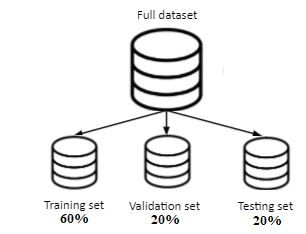 Full dataset
Training set
60%
Validation set
20%
Testing set
20%